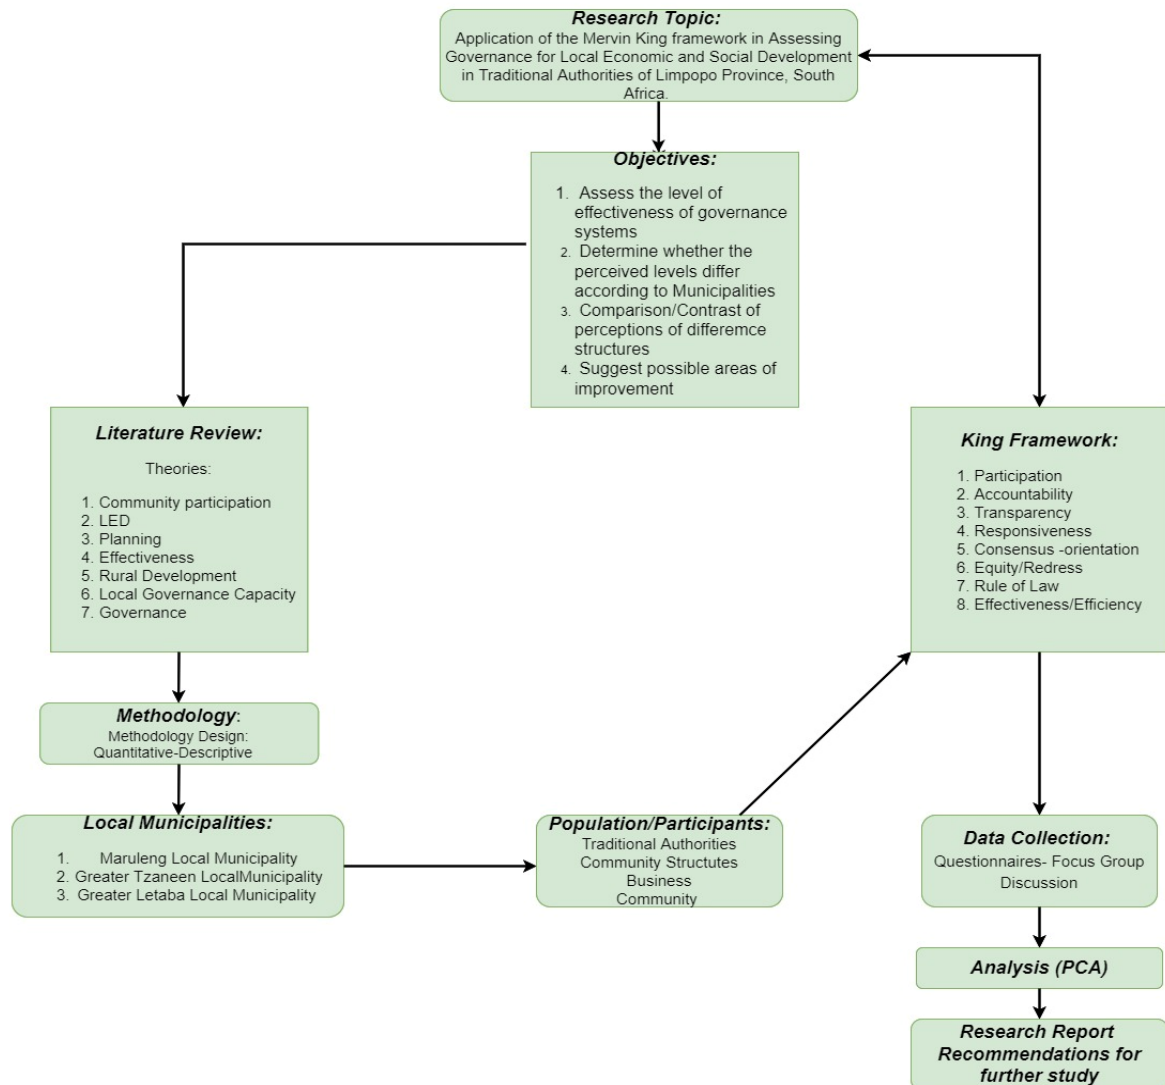 Research Topic:
Application of the Mervin King framework in Assessing
Governance for Local Economic and Social Development
in Traditional Authorities of Limpopo Province, South
Africa.
Objectives:
1. Assess the level of
effectiveness of governance
systems
2. Determine whether the
perceived levels differ
according to Municipalities
3. Comparison/Contrast of
perceptions of differemce
structures
4. Suggest possible areas of
improvement
Literature Review:
Theories:
1. Community participation
2. LED
3. Planning
4. Effectiveness
5. Rural Development
6. Local Governance Capacity
7. Governance
Methodology:
Methodology Design:
Quantitative-Descriptive
Local Municipalities:
1. Maruleng Local Municipality
2. Greater Tzaneen LocalMunicipality
3. Greater Letaba Local Municipality
Population/Participants:
Traditional Authorities
Community Structutes
Business
Community
King Framework:
1. Participation
2. Accountability
3. Transparency
4. Responsiveness
5. Consensus -orientation
6. Equity/Redress
7. Rule of Law
8. Effectiveness/Efficiency
Data Collection:
Questionnaires- Focus Group
Discussion
Analysis (PCA)
Research Report
Recommendations for
further study